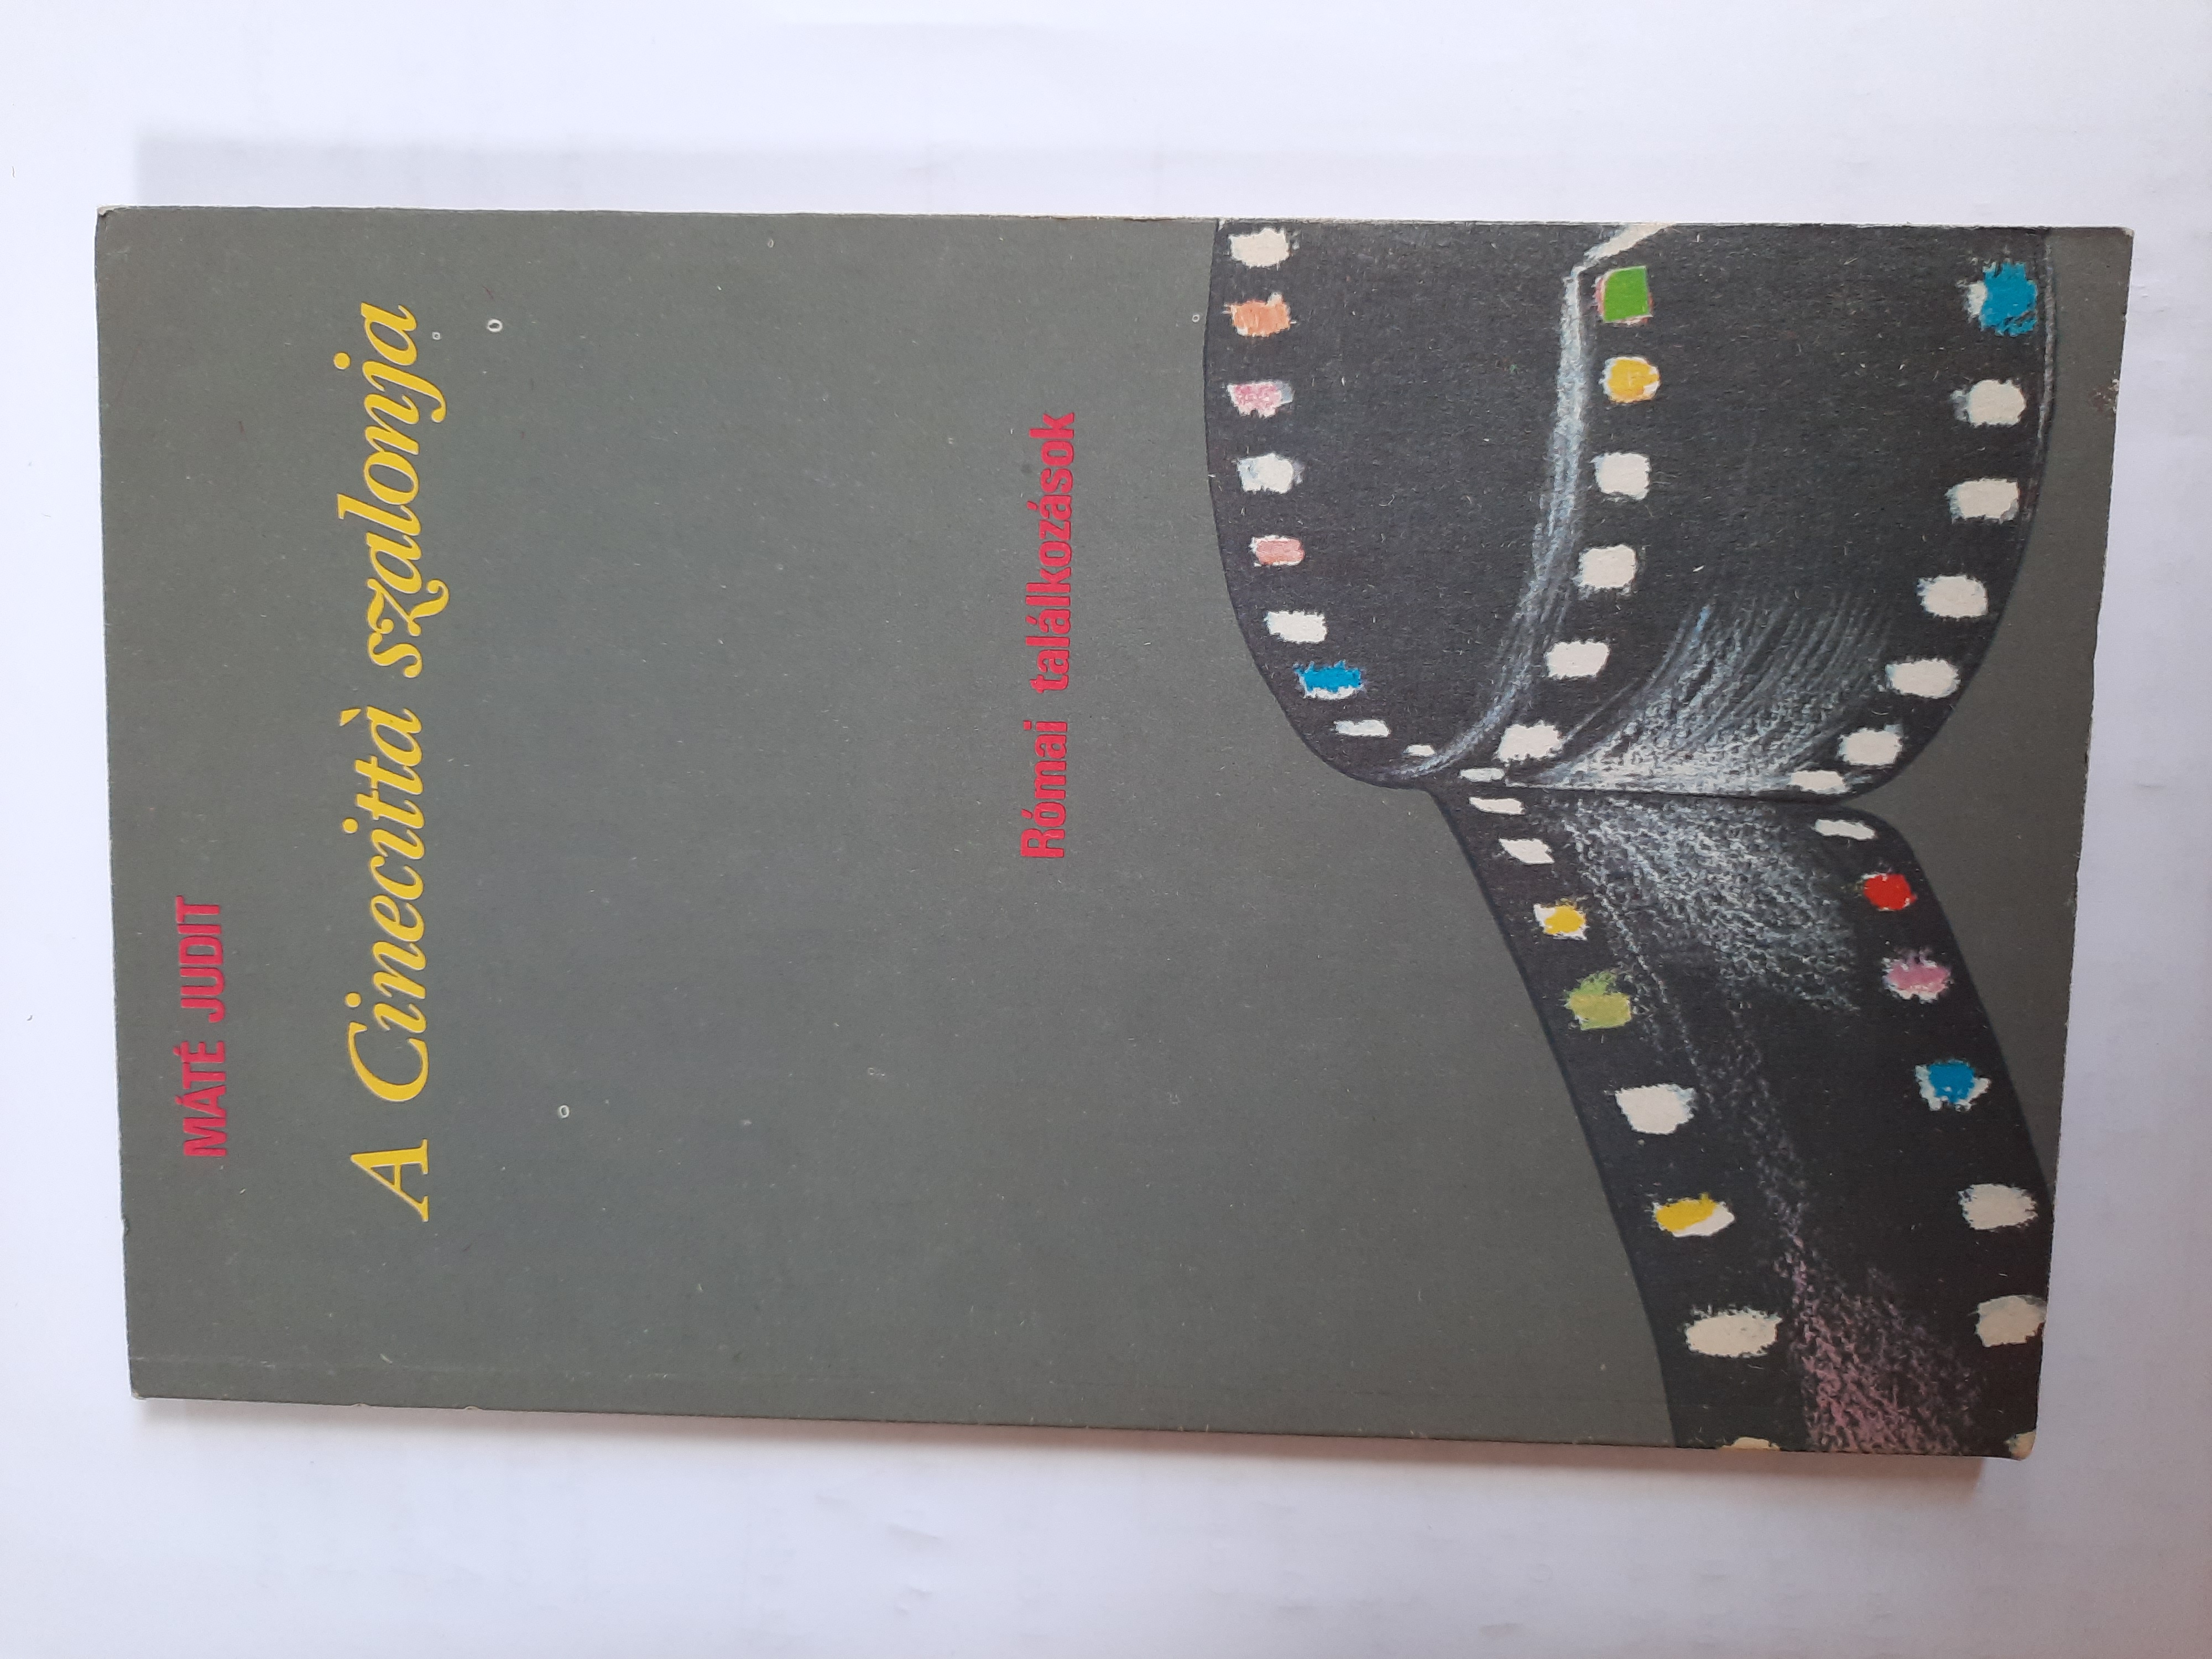 MÁTÉ JUDIT
A Cinecittà szalonja
Római találkozások